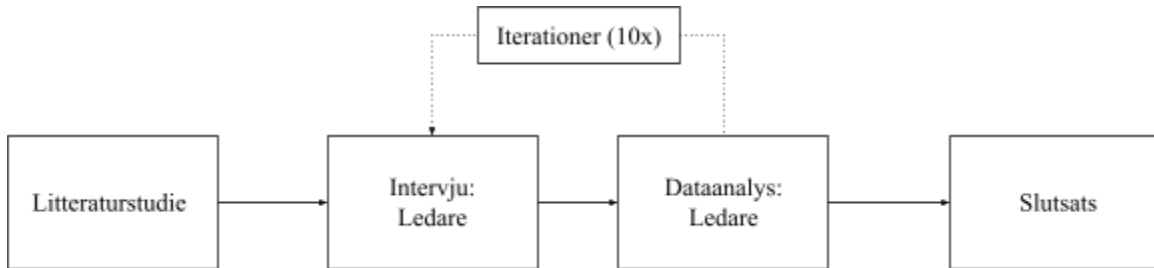 Iterationer (10x)
Litteraturstudie
Intervju:
Ledare
Dataanalys:
Ledare
Slutsats